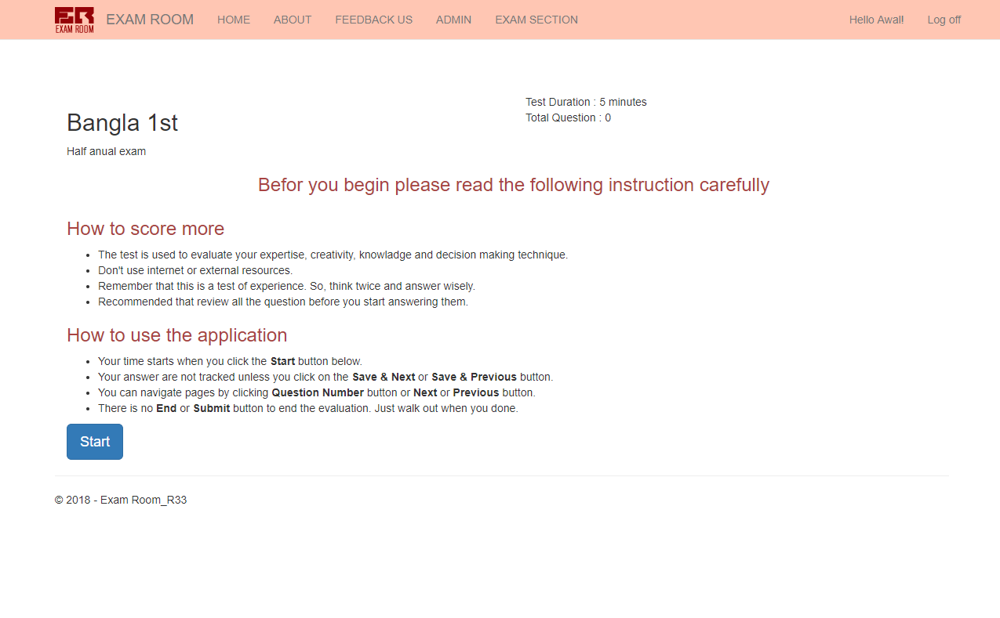 ER
EXAM ROOM
EXAM ROOM HOME ABOUT FEEDBACK US ADMIN EXAM SECTION Hello Awal! Log off
Test Duration : 5 minutes
Total Question : 0
Bangla 1st
Half anual exam
Befor you begin please read the following instruction carefully
How to score more
• The test is used to evaluate your expertise, creativity, knowladge and decision making technique.
• Don't use internet or external resources.
• Remember that this is a test of experience. So, think twice and answer wisely.
• Recommended that review all the question before you start answering them.
How to use the application
• Your time starts when you click the Start button below.
• Your answer are not tracked unless you click on the Save & Next or Save & Previous button.
• You can navigate pages by clicking Question Number button or Next or Previous button.
• There is no End or Submit button to end the evaluation. Just walk out when you done.
Start
© 2018 - Exam Room_R33